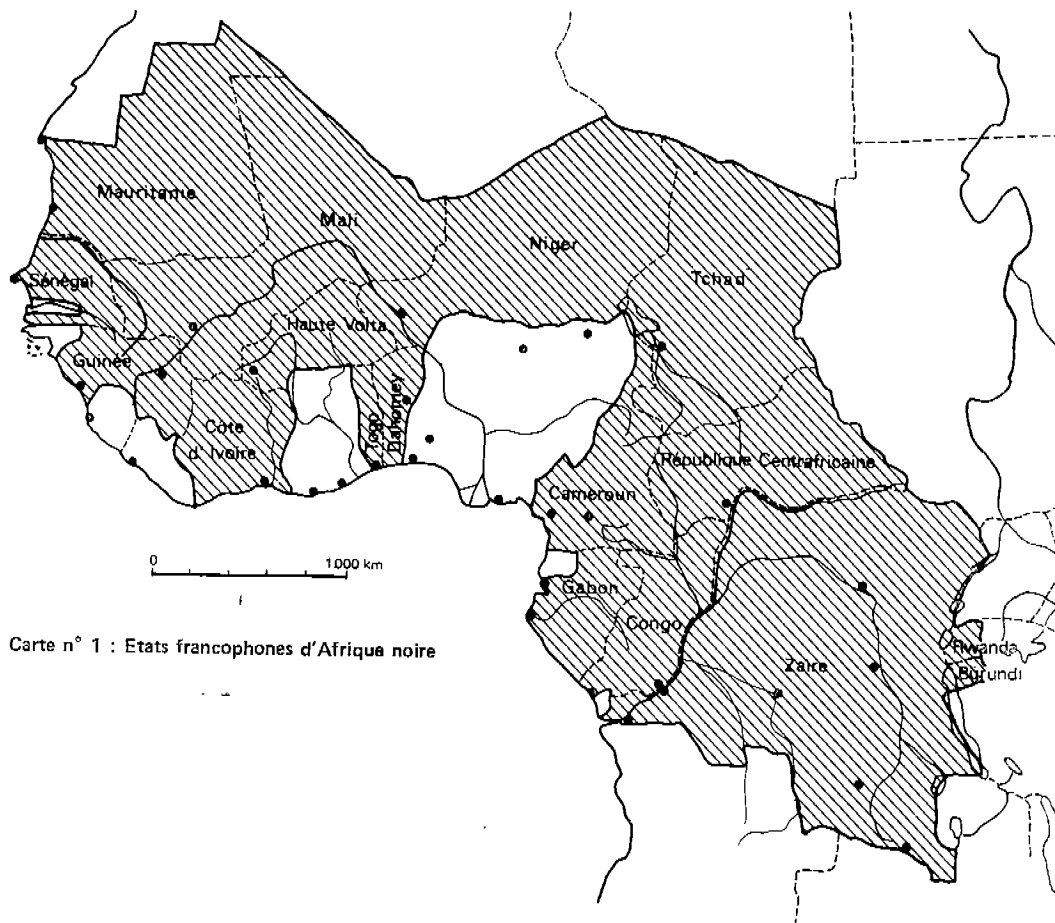 Mauritanie
Mali
Niger
Tchad
Sénégal
Haute Volta
Guinée
Togo
Dahomey
Côte
d' Ivoire
République Centrafricaine
Cameroun
0 1000 km
Gabon
Congo
Carte n° 1 : Etats francophones d'Afrique noire
Zaire
Rwanda
Burundi